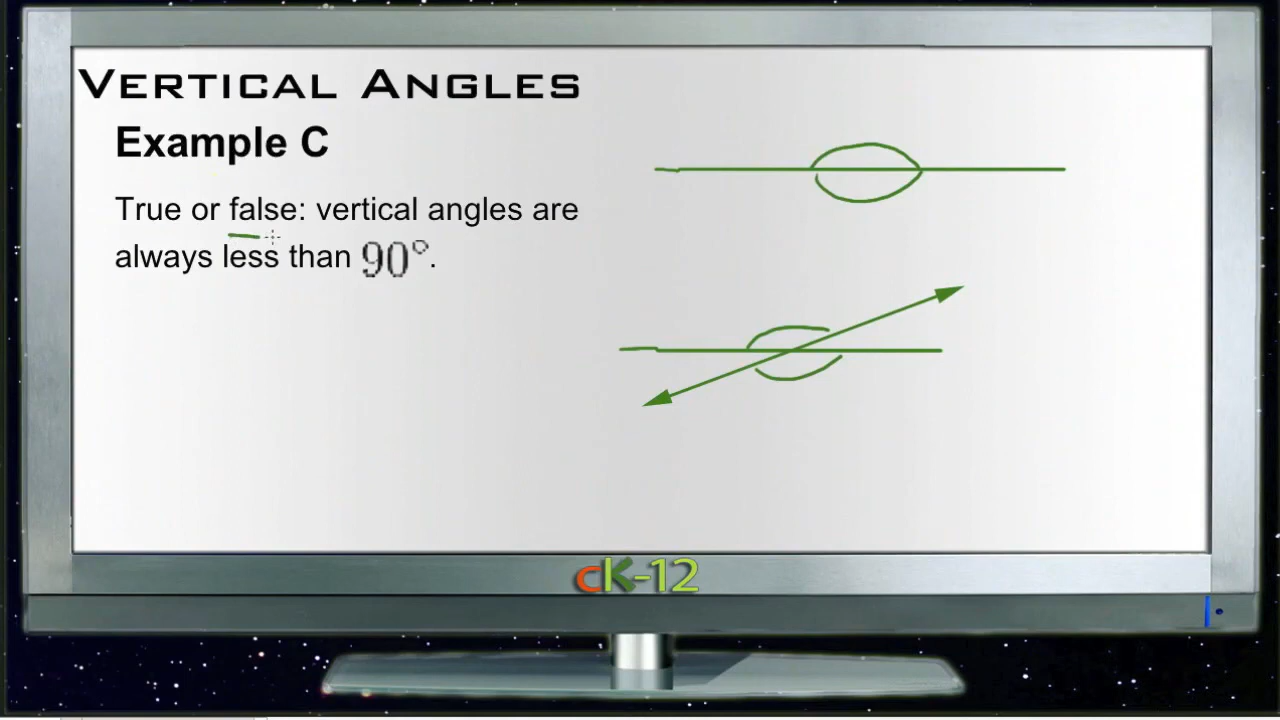 VERTICAL ANGLES
Example C
True or false: vertical angles are
always less than 90°.
cK-12